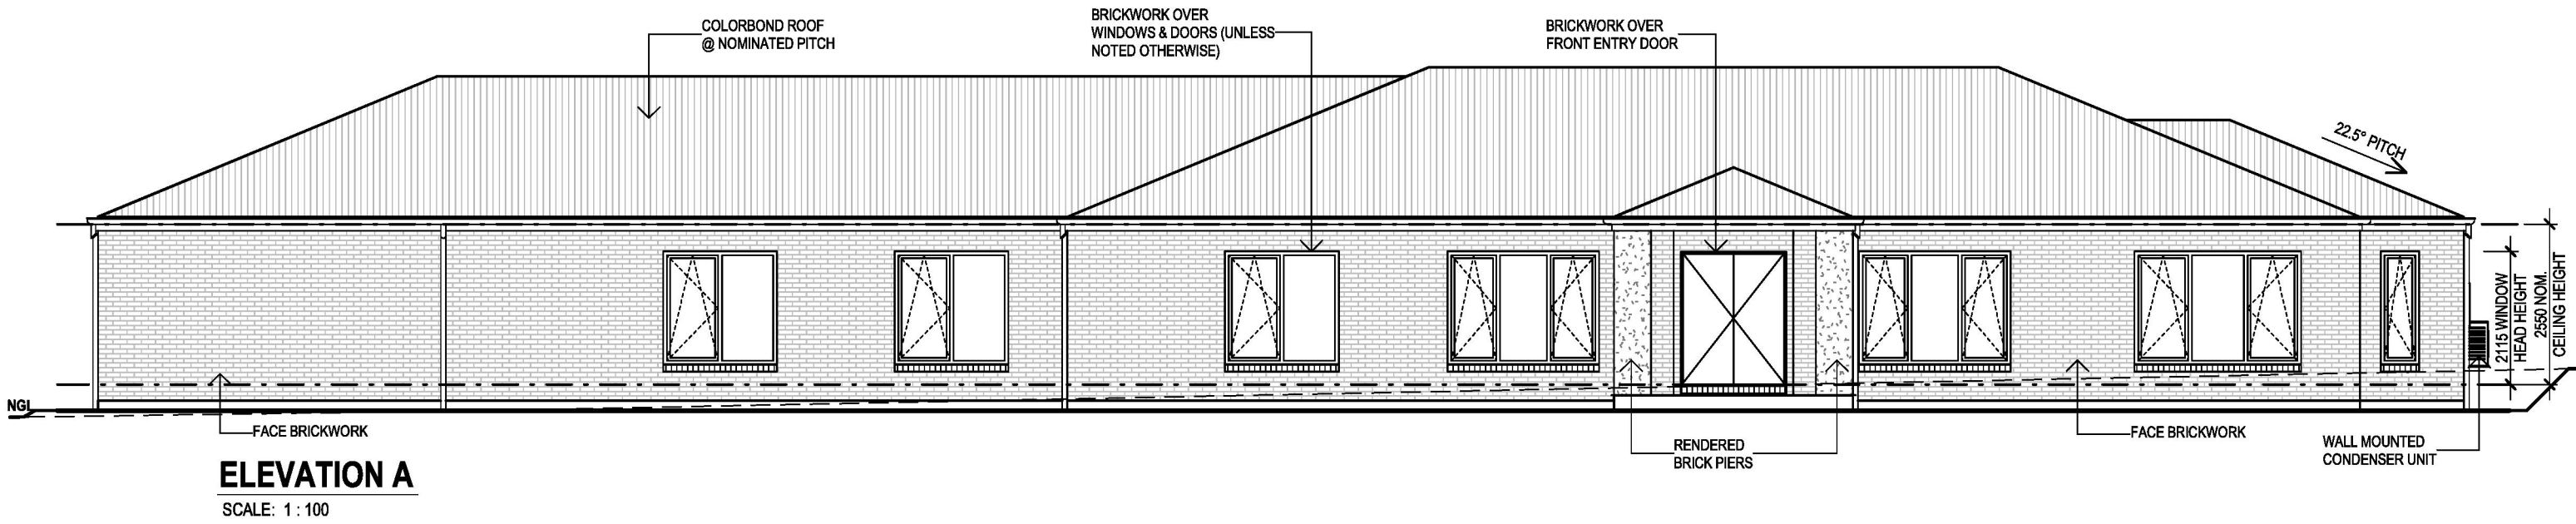 COLORBOND ROOF
@ NOMINATED PITCH
BRICKWORK OVER
WINDOWS & DOORS (UNLESS
NOTED OTHERWISE)
BRICKWORK OVER
FRONT ENTRY DOOR
22.5° PITCH
2115 WINDOW
HEAD HEIGHT
2550 NOM.
CEILING HEIGHT
NGL
FACE BRICKWORK
RENDERED
BRICK PIERS
FACE BRICKWORK
WALL MOUNTED
CONDENSER UNIT
ELEVATION A
SCALE: 1 : 100